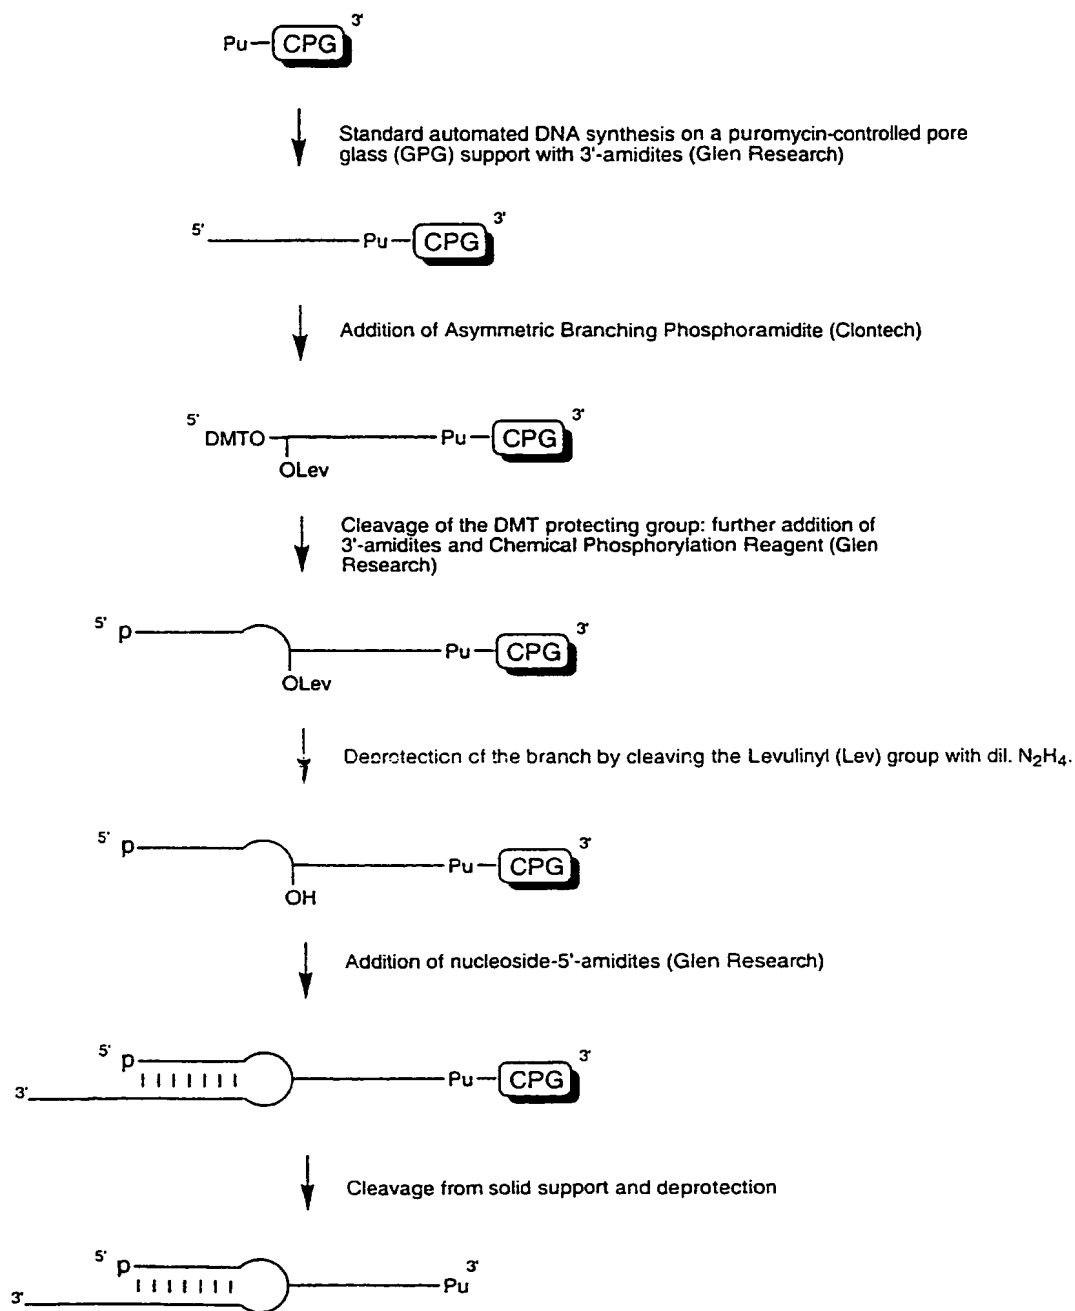 3'
Pu CPG
Standard automated DNA synthesis on a puromycin-controlled pore
glass (GPG) support with 3'-amidites (Glen Research)
5' 3'
Pu CPG
Addition of Asymmetric Branching Phosphoramidite (Clontech)
5' 3'
DMTO Pu CPG
OLev
Cleavage of the DMT protecting group: further addition of
3'-amidites and Chemical Phosphorylation Reagent (Glen
Research)
5' p 3'
Pu CPG
OLev
Deprotection of the branch by cleaving the Levulinyl (Lev) group with dil. N₂H₄.
5' p 3'
Pu CPG
OH
Addition of nucleoside-5'-amidites (Glen Research)
5' p 3'
Pu CPG
3'
Cleavage from solid support and deprotection
5' p 3'
Pu
3'